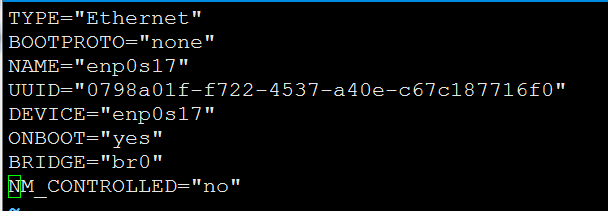 TYPE="Ethernet"
BOOTPROTO="none"
NAME="enp0s17"
UUID="0798a01f-f722-4537-a40e-c67c187716f0"
DEVICE="enp0s17"
ONBOOT="yes"
BRIDGE="br0"
NM_CONTROLLED="no"
~